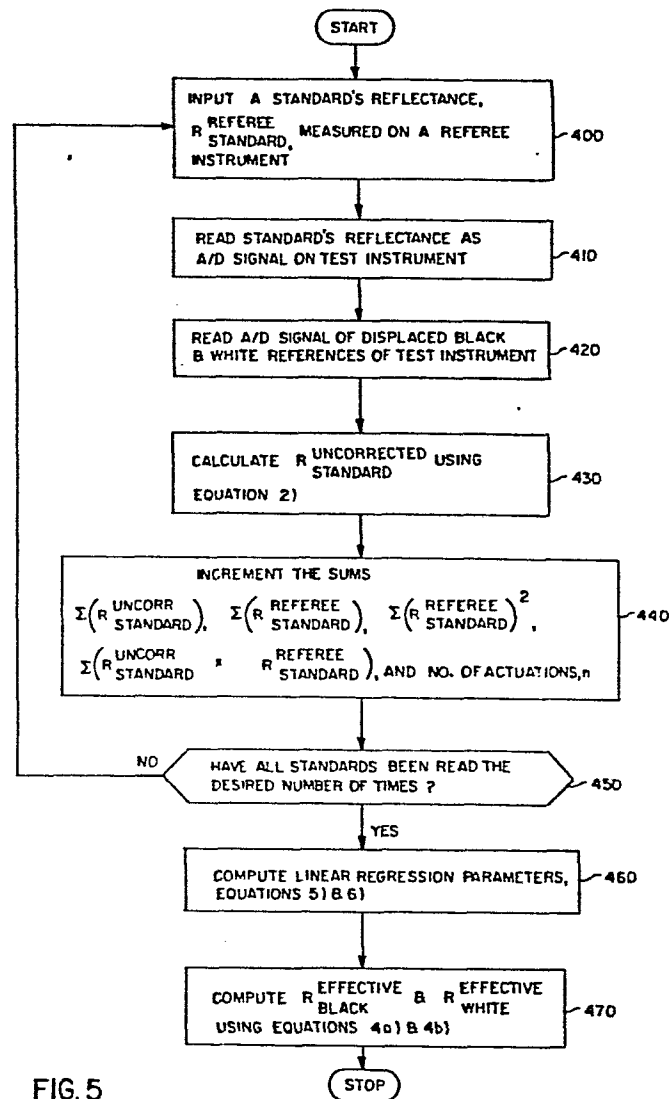 START
INPUT A STANDARD'S REFLECTANCE,
R REFEREE STANDARD, MEASURED ON A REFEREE
INSTRUMENT
400
READ STANDARD'S REFLECTANCE AS
A/D SIGNAL ON TEST INSTRUMENT
410
READ A/D SIGNAL OF DISPLACED BLACK
& WHITE REFERENCES OF TEST INSTRUMENT
420
CALCULATE R UNCORRECTED STANDARD USING
EQUATION 2)
430
INCREMENT THE SUMS
Σ(R UNCORR STANDARD), Σ(R REFEREE STANDARD), Σ(R REFEREE STANDARD)²,
Σ(R UNCORR STANDARD × R REFEREE STANDARD), AND NO. OF ACTUATIONS, n
440
NO
HAVE ALL STANDARDS BEEN READ THE
DESIRED NUMBER OF TIMES ?
450
YES
COMPUTE LINEAR REGRESSION PARAMETERS,
EQUATIONS 5) & 6)
460
COMPUTE R EFFECTIVE BLACK & R EFFECTIVE WHITE
USING EQUATIONS 4a) & 4b)
470
STOP
FIG. 5